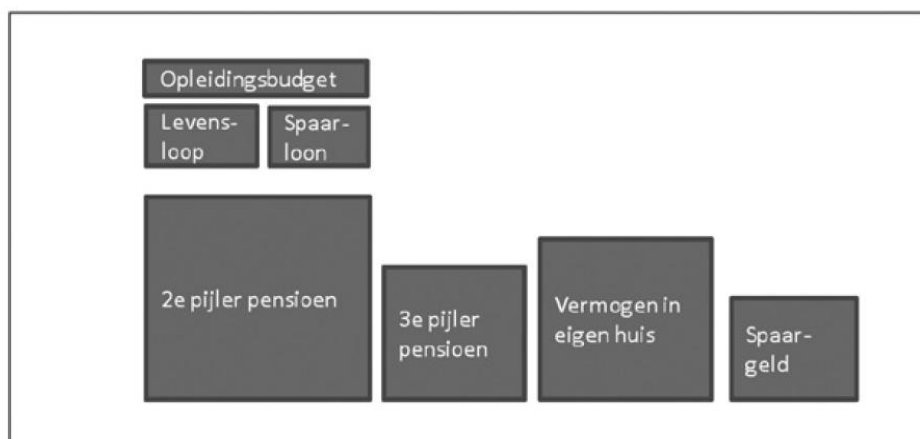 Opleidingsbudget
Levens-
loop
Spaar-
loon
2e pijler pensioen
3e pijler
pensioen
Vermogen in
eigen huis
Spaar-
geld